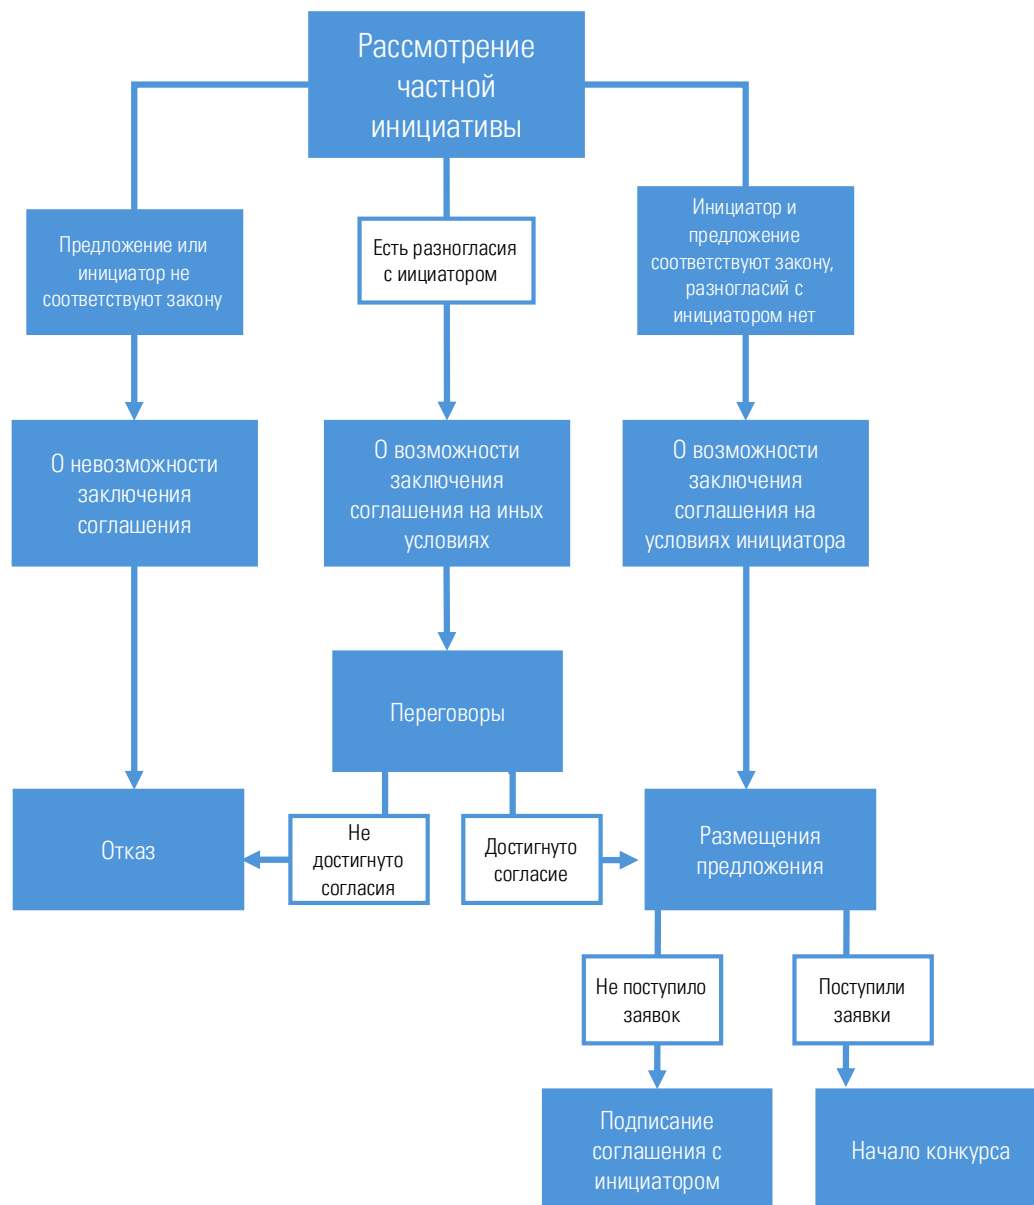 Рассмотрение
частной
инициативы
Предложение или
инициатор не
соответствуют закону
Есть разногласия
с иициатором
Инициатор и
предложение
соответствуют закону,
разногласий с
инициатором нет
О невозможности
заключения
соглашения
О возможности
заключения
соглашения на иных
условиях
О возможности
заключения
соглашения на
условиях инициатора
Переговоры
Отказ
Не
достигнуто
согласия
Достигнуто
согласие
Размещения
предложения
Не поступило
заявок
Поступили
заявки
Подписание
соглашения с
инициатором
Начало конкурса